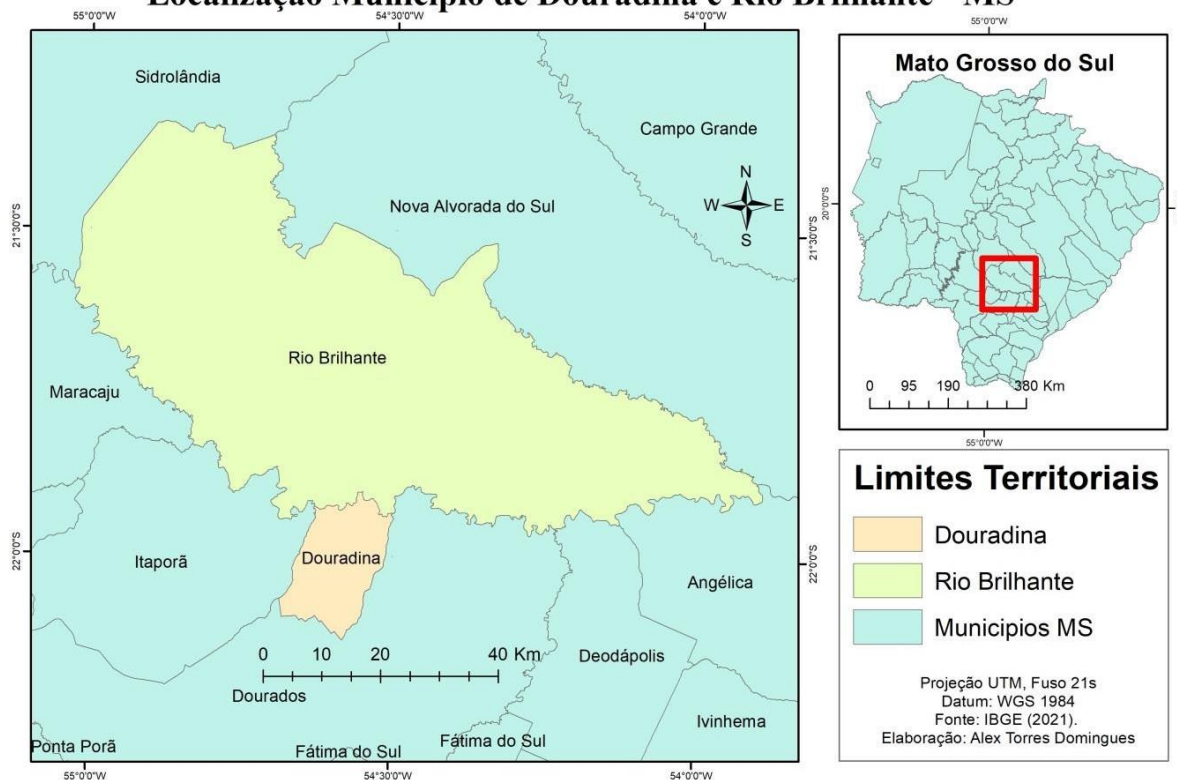 Localização Município de Douradina e Rio Brilhante - MS
55°0'0"W
54°30'0"W
54°0'0"W
Sidrolândia
Campo Grande
Nova Alvorada do Sul
N
W
E
S
21°30'0"S
21°30'0"S
Rio Brilhante
Maracaju
Itaporã
Douradina
22°0'0"S
22°0'0"S
Angélica
Deodápolis
0 10 20 40 Km
Dourados
Ivinhema
Ponta Porã
Fátima do Sul
Fátima do Sul
55°0'0"W
54°30'0"W
54°0'0"W
55°0'0"W
Mato Grosso do Sul
20°0'0"S
0 95 190 380 Km
55°0'0"W
Limites Territoriais
Douradina
Rio Brilhante
Municipios MS
Projeção UTM, Fuso 21s
Datum: WGS 1984
Fonte: IBGE (2021).
Elaboração: Alex Torres Domingues